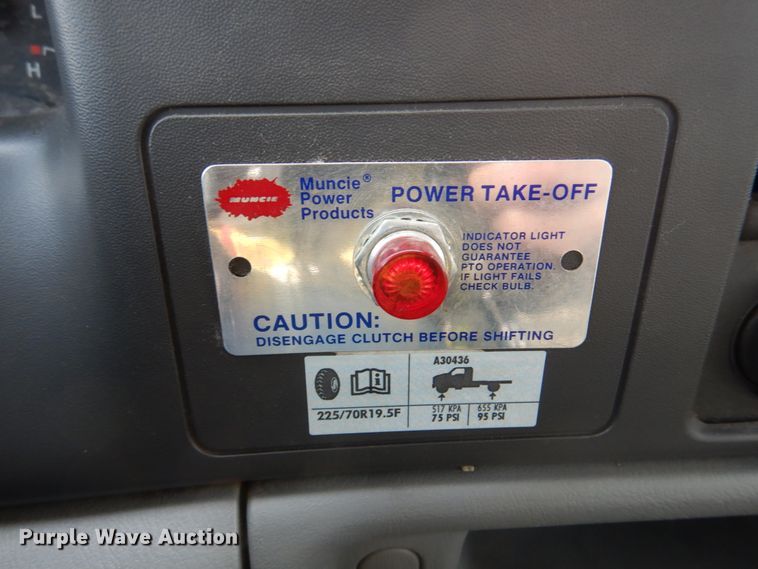 L
H
MUNCIE
Muncie®
Power
Products
POWER TAKE-OFF
INDICATOR LIGHT
DOES NOT
GUARANTEE
PTO OPERATION.
IF LIGHT FAILS
CHECK BULB.
CAUTION:
DISENGAGE CLUTCH BEFORE SHIFTING
A30436
225/70R19.5F
517 KPA
75 PSI
655 KPA
95 PSI
Purple Wave Auction